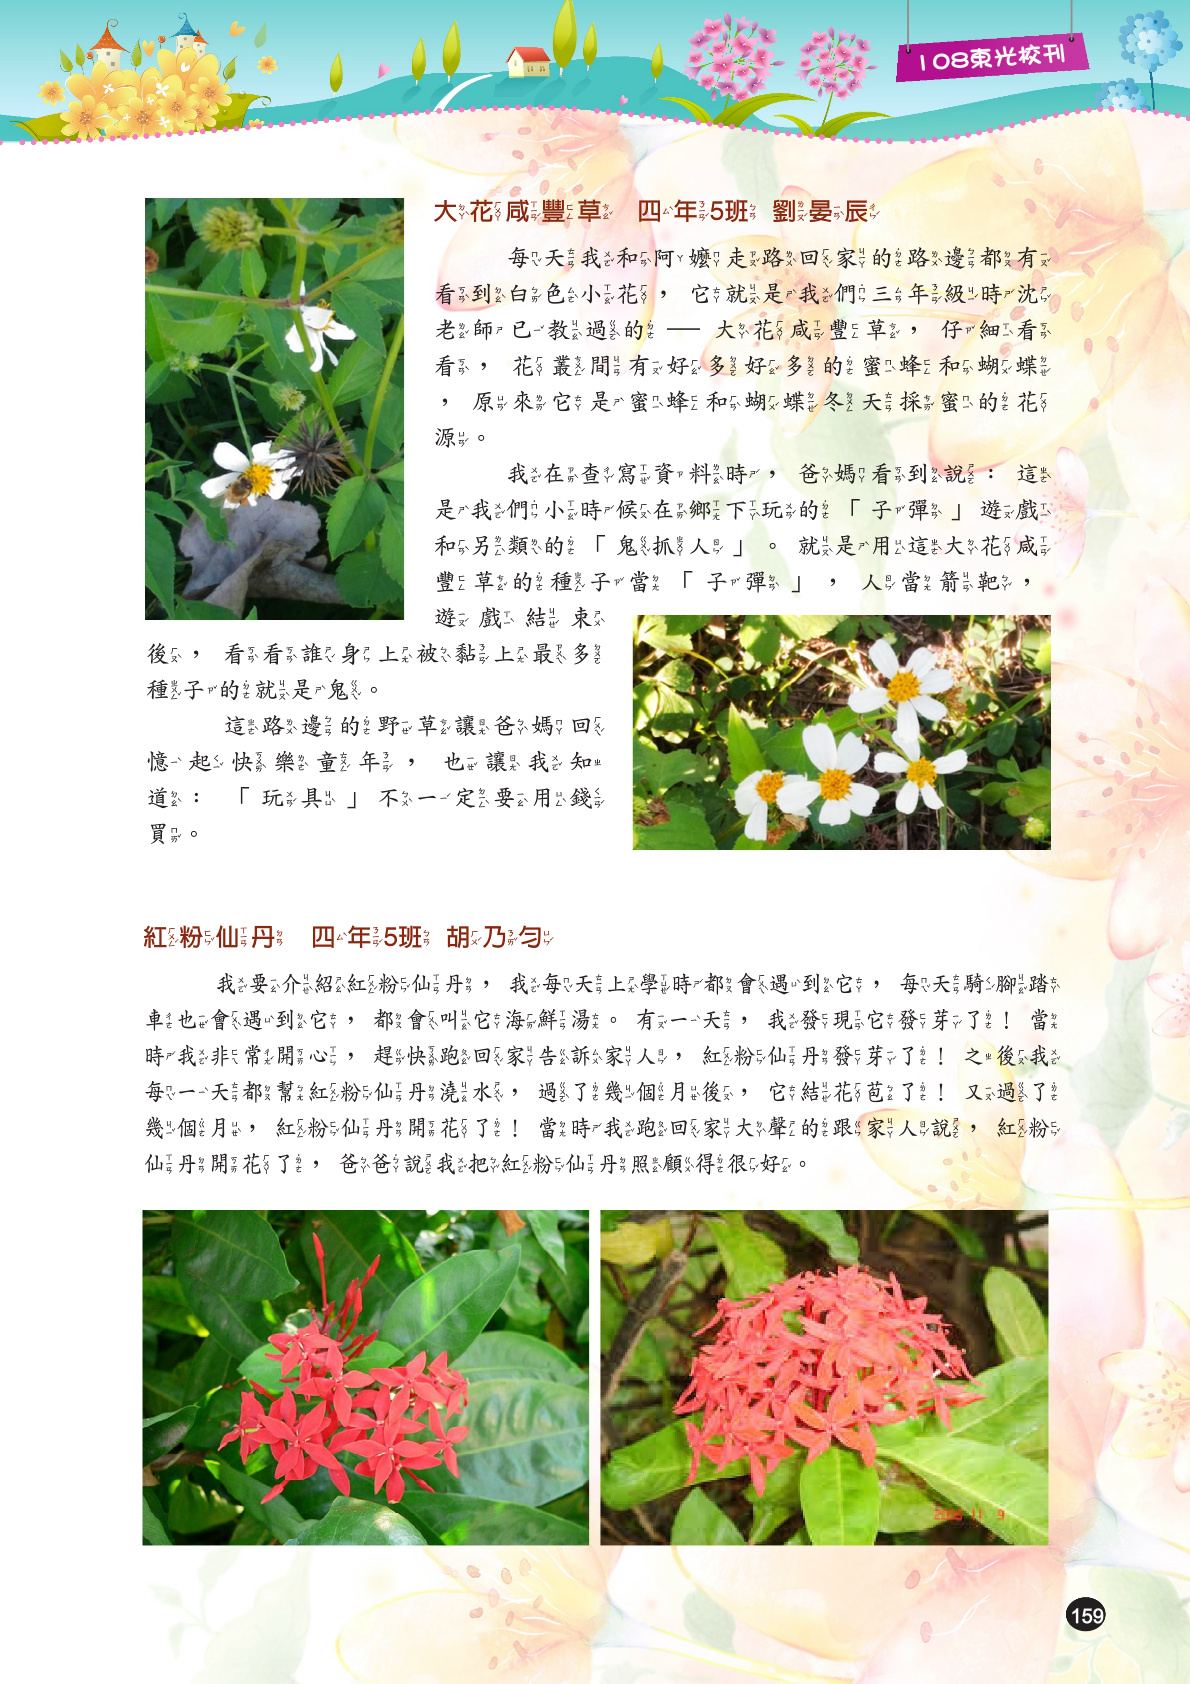 108東光校刊
大花咸豐草 四年5班 劉晏辰
每天我和阿嬤走路回家的路邊都有
看到白色小花，它就是我們三年級時沈
老師已教過的──大花咸豐草，仔細看
看，花叢間有好多好多的蜜蜂和蝴蝶
，原來它是蜜蜂和蝴蝶冬天採蜜的花
源。
我在查寫資料時，爸媽看到說：這
是我們小時候在鄉下玩的「子彈」遊戲
和另類的「鬼抓人」。就是用這大花咸
豐草的種子當「子彈」，人當箭靶，
遊戲結束
後，看看誰身上被黏上最多
種子的就是鬼。
這路邊的野草讓爸媽回
憶起快樂童年，也讓我知
道：「玩具」不一定要用錢
買。
紅粉仙丹 四年5班 胡乃勻
我要介紹紅粉仙丹，我每天上學時都會遇到它，每天騎腳踏
車也會遇到它，都會叫它海鮮湯。有一天，我發現它發芽了！當
時我非常開心，趕快跑回家告訴家人，紅粉仙丹發芽了！之後我
每一天都幫紅粉仙丹澆水，過了幾個月後，它結花苞了！又過了
幾個月，紅粉仙丹開花了！當時我跑回家大聲的跟家人說，紅粉
仙丹開花了，爸爸說我把紅粉仙丹照顧得很好。
159